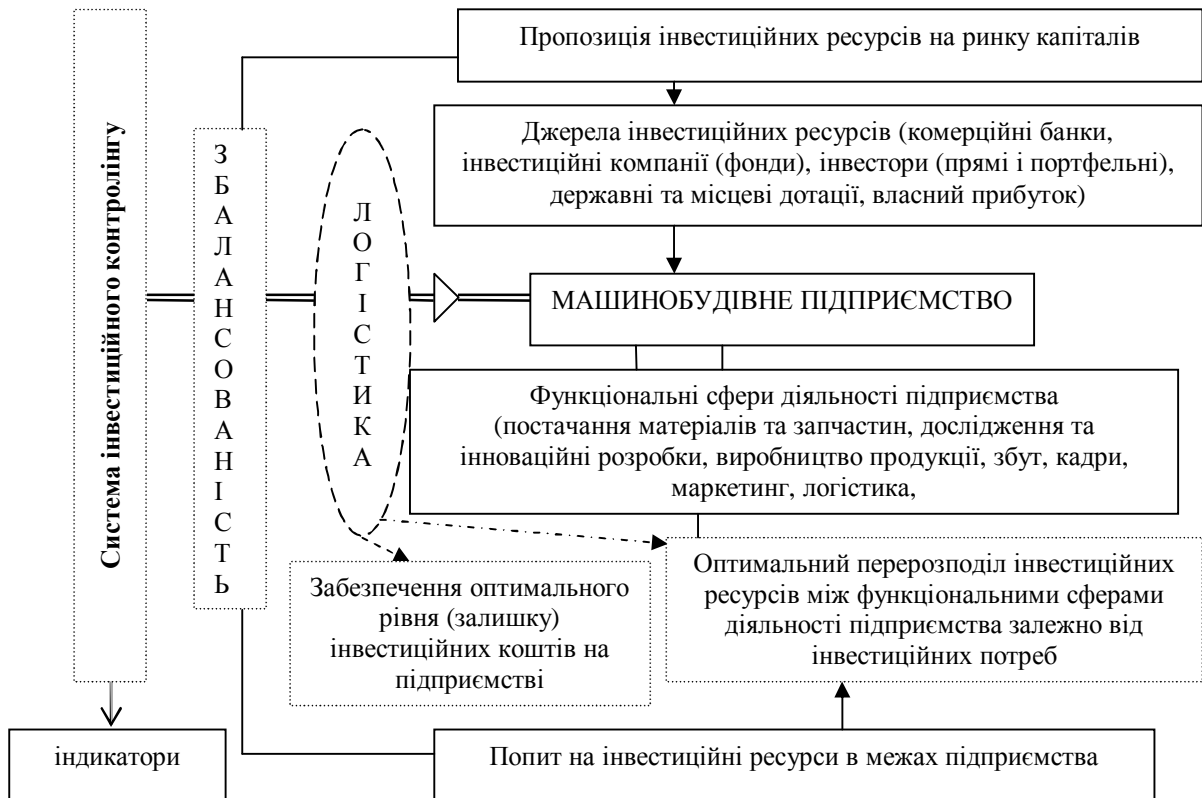 Пропозиція інвестиційних ресурсів на ринку капіталів
Джерела інвестиційних ресурсів (комерційні банки,
інвестиційні компанії (фонди), інвестори (прямі і портфельні),
державні та місцеві дотації, власний прибуток)
Система інвестиційного контролінгу
ЗБАЛАНСОВАНІСТЬ
ЛОГІСТИКА
МАШИНОБУДІВНЕ ПІДПРИЄМСТВО
Функціональні сфери діяльності підприємства
(постачання матеріалів та запчастин, дослідження та
інноваційні розробки, виробництво продукції, збут, кадри,
маркетинг, логістика,
Забезпечення оптимального
рівня (залишку)
інвестиційних коштів на
підприємстві
Оптимальний перерозподіл інвестиційних
ресурсів між функціональними сферами
діяльності підприємства залежно від
інвестиційних потреб
індикатори
Попит на інвестиційні ресурси в межах підприємства